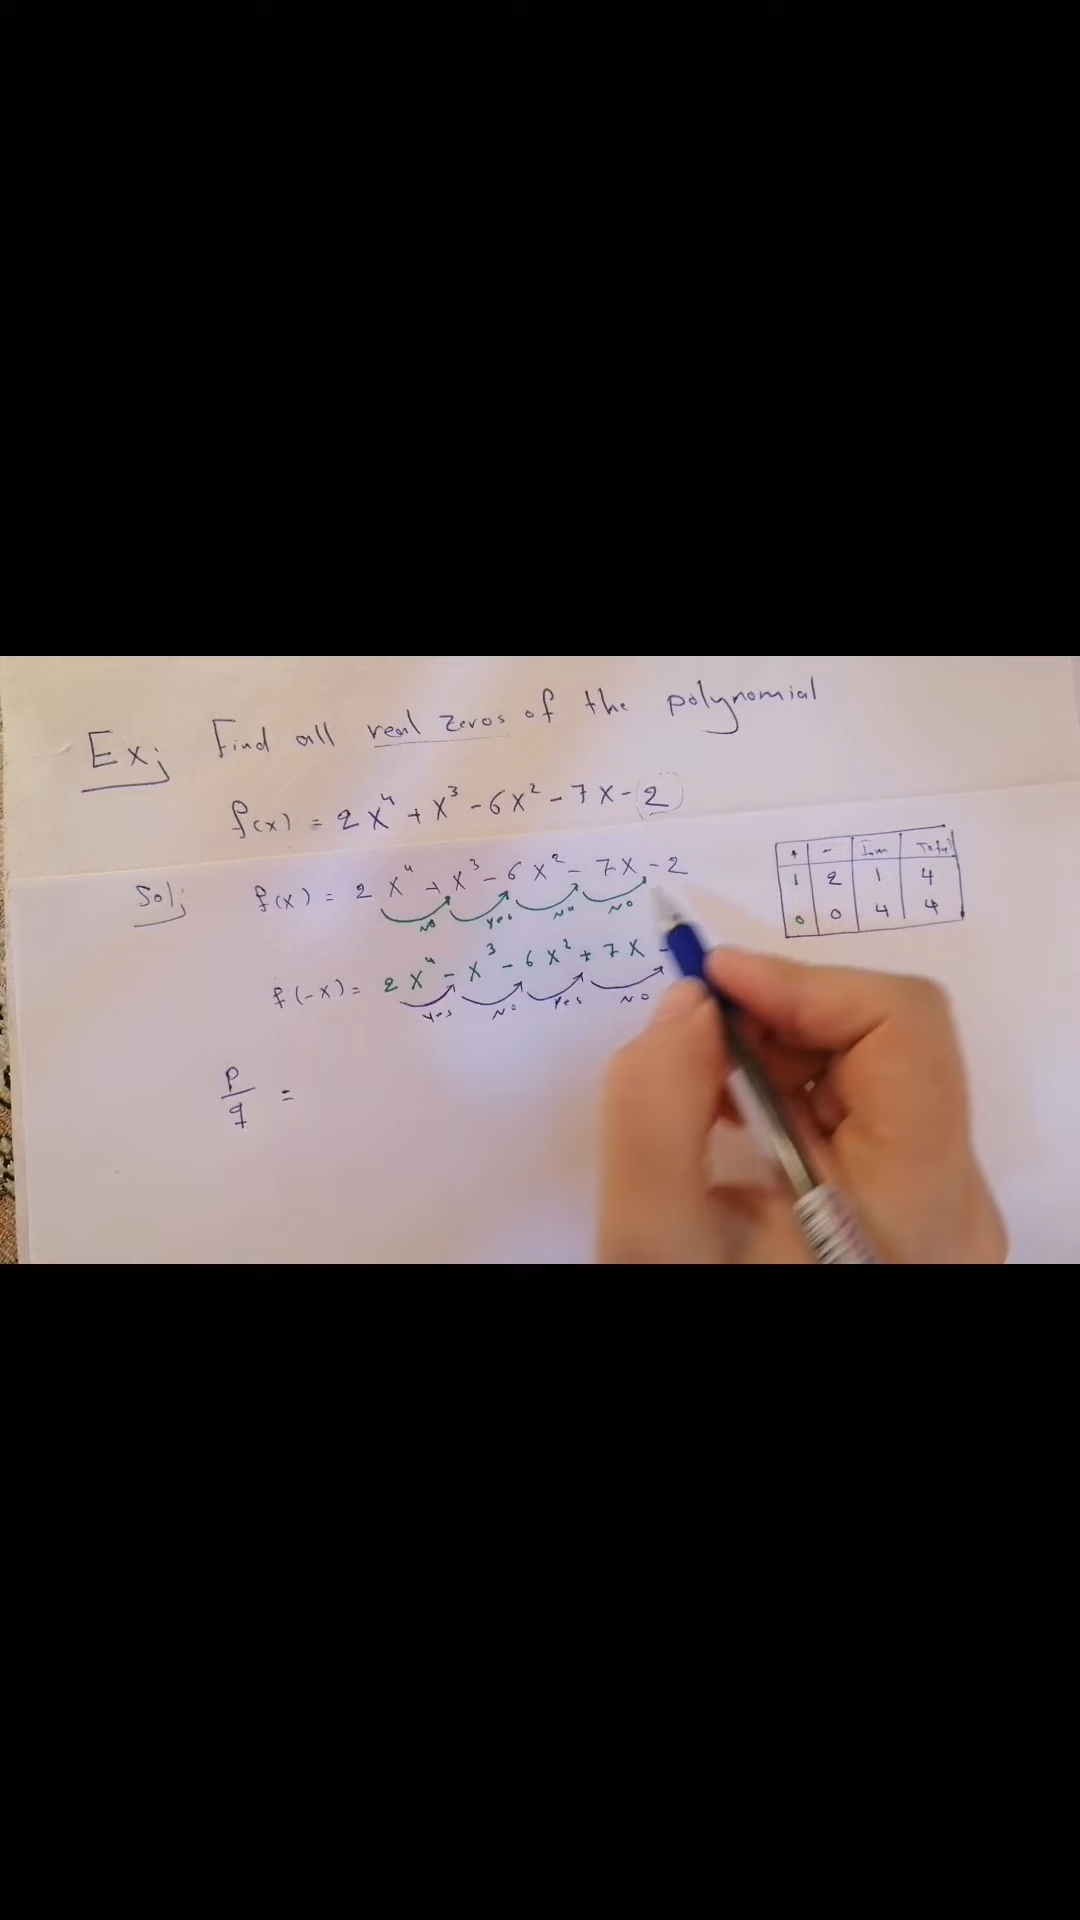 Ex; Find all real zeros of the polynomial
f(x) = 2x⁴ + x³ - 6x² - 7x - 2
Sol; f(x) = 2x⁴ + x³ - 6x² - 7x - 2
No Yes No No
f(-x) = 2x⁴ - x³ - 6x² + 7x -
Yes No Yes No
p/q =
+ - Im Total
1 2 1 4
0 0 4 4